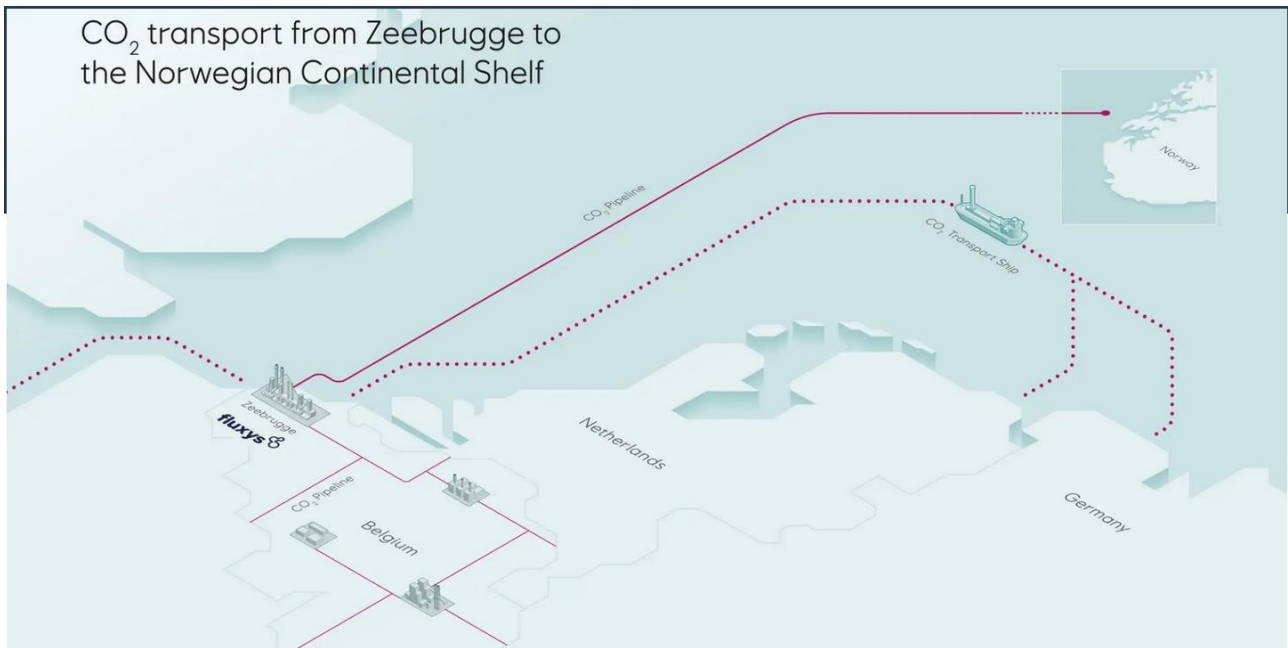 CO₂ transport from Zeebrugge to
the Norwegian Continental Shelf
Norway
CO₂ Pipeline
CO₂ Transport Ship
Zeebrugge
fluxys
Netherlands
CO₂ Pipeline
Belgium
Germany